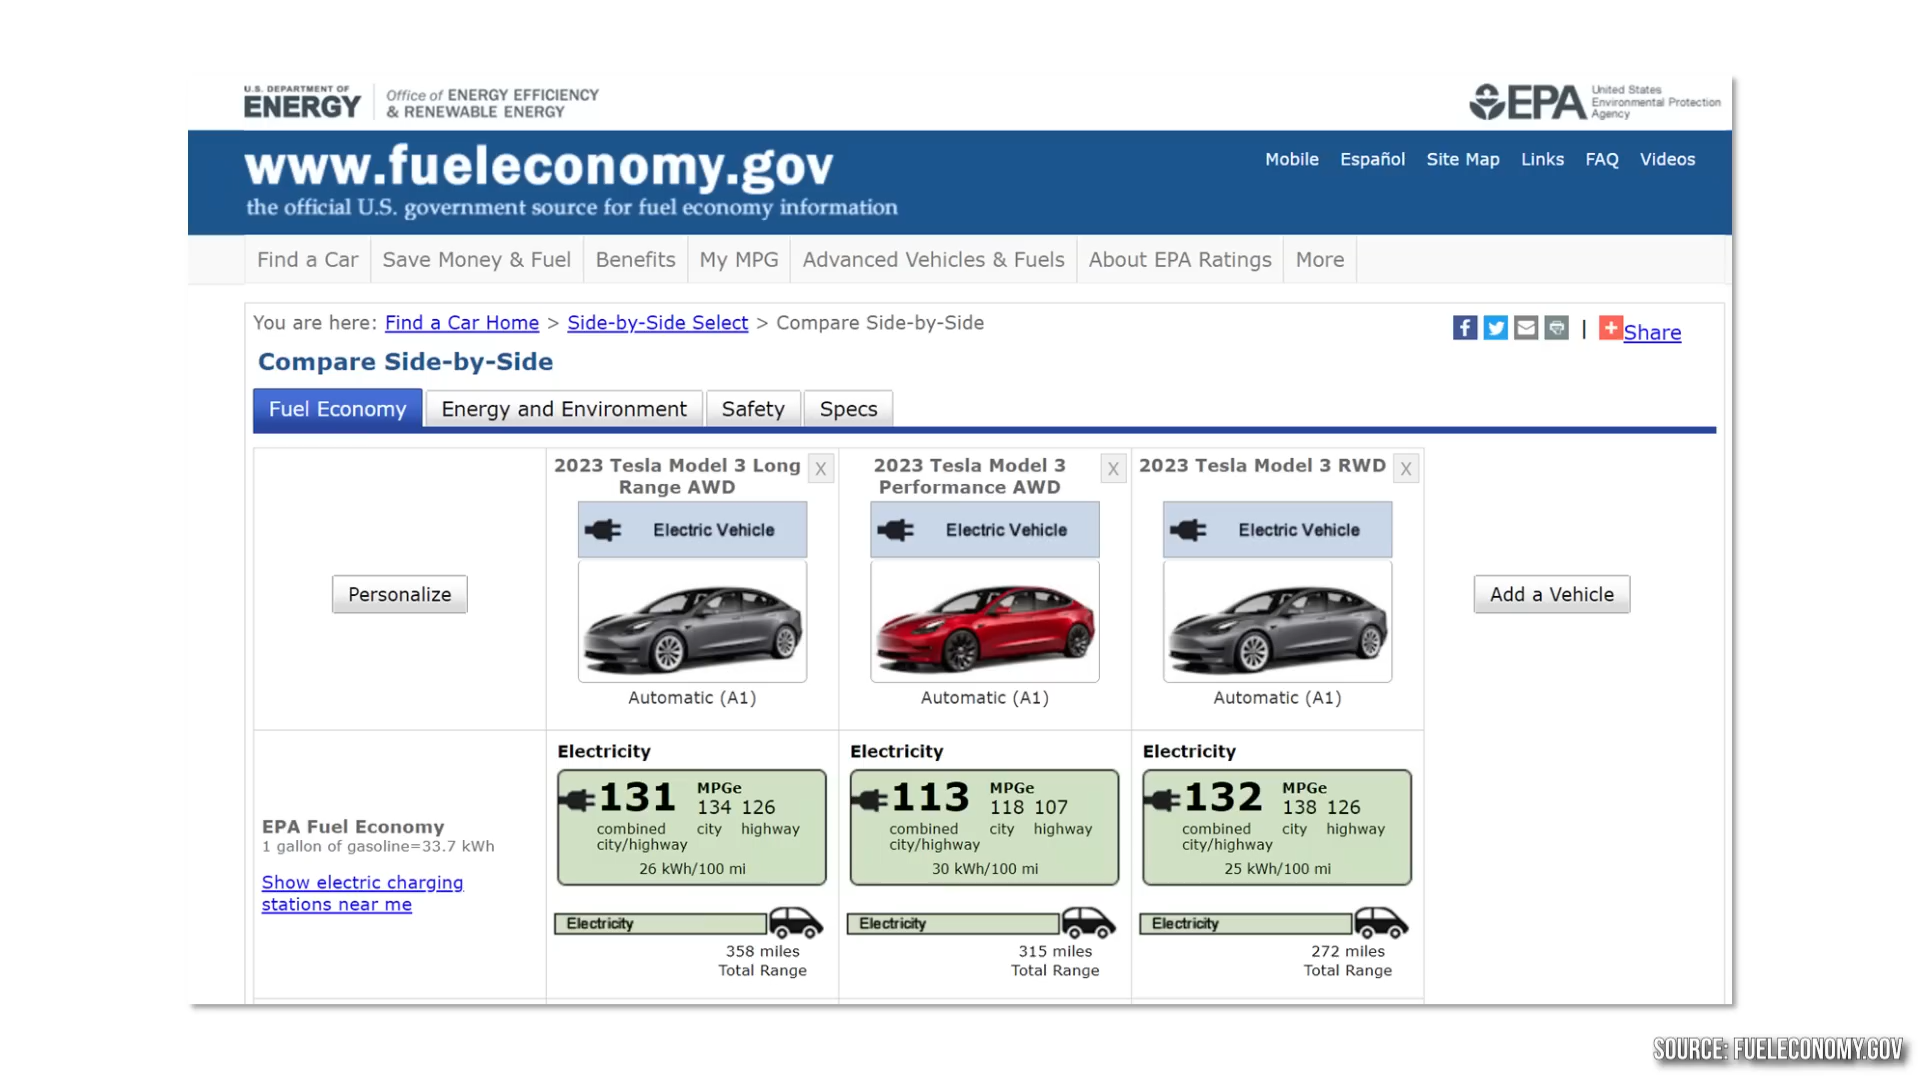 U.S. DEPARTMENT OF
ENERGY
Office of ENERGY EFFICIENCY
& RENEWABLE ENERGY
EPA
United States
Environmental Protection
Agency
www.fueleconomy.gov
the official U.S. government source for fuel economy information
Mobile Español Site Map Links FAQ Videos
Find a Car Save Money & Fuel Benefits My MPG Advanced Vehicles & Fuels About EPA Ratings More
You are here: Find a Car Home > Side-by-Side Select > Compare Side-by-Side
| Share
Compare Side-by-Side
Fuel Economy Energy and Environment Safety Specs
Personalize
2023 Tesla Model 3 Long
Range AWD
X
Electric Vehicle
Automatic (A1)
2023 Tesla Model 3
Performance AWD
X
Electric Vehicle
Automatic (A1)
2023 Tesla Model 3 RWD
X
Electric Vehicle
Automatic (A1)
Add a Vehicle
EPA Fuel Economy
1 gallon of gasoline=33.7 kWh
Show electric charging
stations near me
Electricity
131 MPGe
134 126
combined city highway
city/highway
26 kWh/100 mi
Electricity
358 miles
Total Range
Electricity
113 MPGe
118 107
combined city highway
city/highway
30 kWh/100 mi
Electricity
315 miles
Total Range
Electricity
132 MPGe
138 126
combined city highway
city/highway
25 kWh/100 mi
Electricity
272 miles
Total Range
SOURCE: FUELECONOMY.GOV